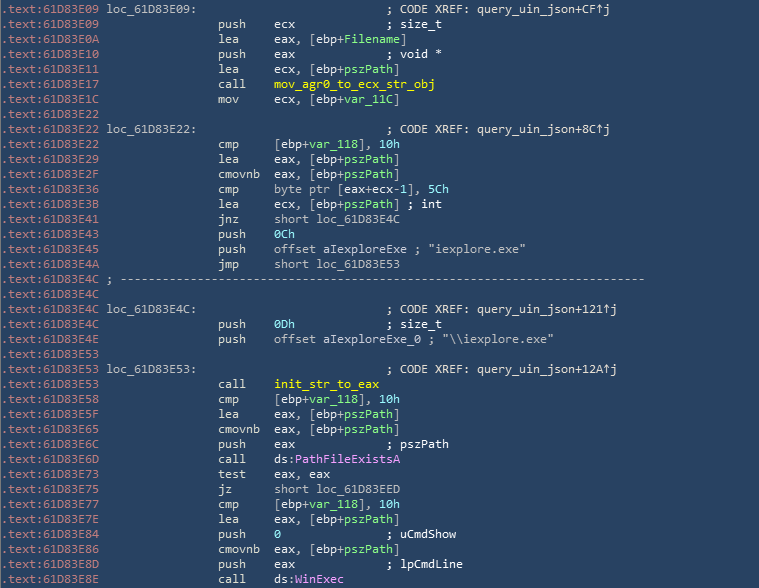 .text:61D83E09 loc_61D83E09: ; CODE XREF: query_uin_json+CF↑j
.text:61D83E09 push ecx ; size_t
.text:61D83E0A lea eax, [ebp+Filename]
.text:61D83E10 push eax ; void *
.text:61D83E11 lea ecx, [ebp+pszPath]
.text:61D83E17 call mov_agr0_to_ecx_str_obj
.text:61D83E1C mov ecx, [ebp+var_11C]
.text:61D83E22
.text:61D83E22 loc_61D83E22: ; CODE XREF: query_uin_json+8C↑j
.text:61D83E22 cmp [ebp+var_118], 10h
.text:61D83E29 lea eax, [ebp+pszPath]
.text:61D83E2F cmovnb eax, [ebp+pszPath]
.text:61D83E36 cmp byte ptr [eax+ecx-1], 5Ch
.text:61D83E3B lea ecx, [ebp+pszPath] ; int
.text:61D83E41 jnz short loc_61D83E4C
.text:61D83E43 push 0Ch
.text:61D83E45 push offset aIexploreExe ; "iexplore.exe"
.text:61D83E4A jmp short loc_61D83E53
.text:61D83E4C ; ---------------------------------------------------------------------------
.text:61D83E4C
.text:61D83E4C loc_61D83E4C: ; CODE XREF: query_uin_json+121↑j
.text:61D83E4C push 0Dh ; size_t
.text:61D83E4E push offset aIexploreExe_0 ; "\\iexplore.exe"
.text:61D83E53
.text:61D83E53 loc_61D83E53: ; CODE XREF: query_uin_json+12A↑j
.text:61D83E53 call init_str_to_eax
.text:61D83E58 cmp [ebp+var_118], 10h
.text:61D83E5F lea eax, [ebp+pszPath]
.text:61D83E65 cmovnb eax, [ebp+pszPath]
.text:61D83E6C push eax ; pszPath
.text:61D83E6D call ds:PathFileExistsA
.text:61D83E73 test eax, eax
.text:61D83E75 jz short loc_61D83EED
.text:61D83E77 cmp [ebp+var_118], 10h
.text:61D83E7E lea eax, [ebp+pszPath]
.text:61D83E84 push 0 ; uCmdShow
.text:61D83E86 cmovnb eax, [ebp+pszPath]
.text:61D83E8D push eax ; lpCmdLine
.text:61D83E8E call ds:WinExec